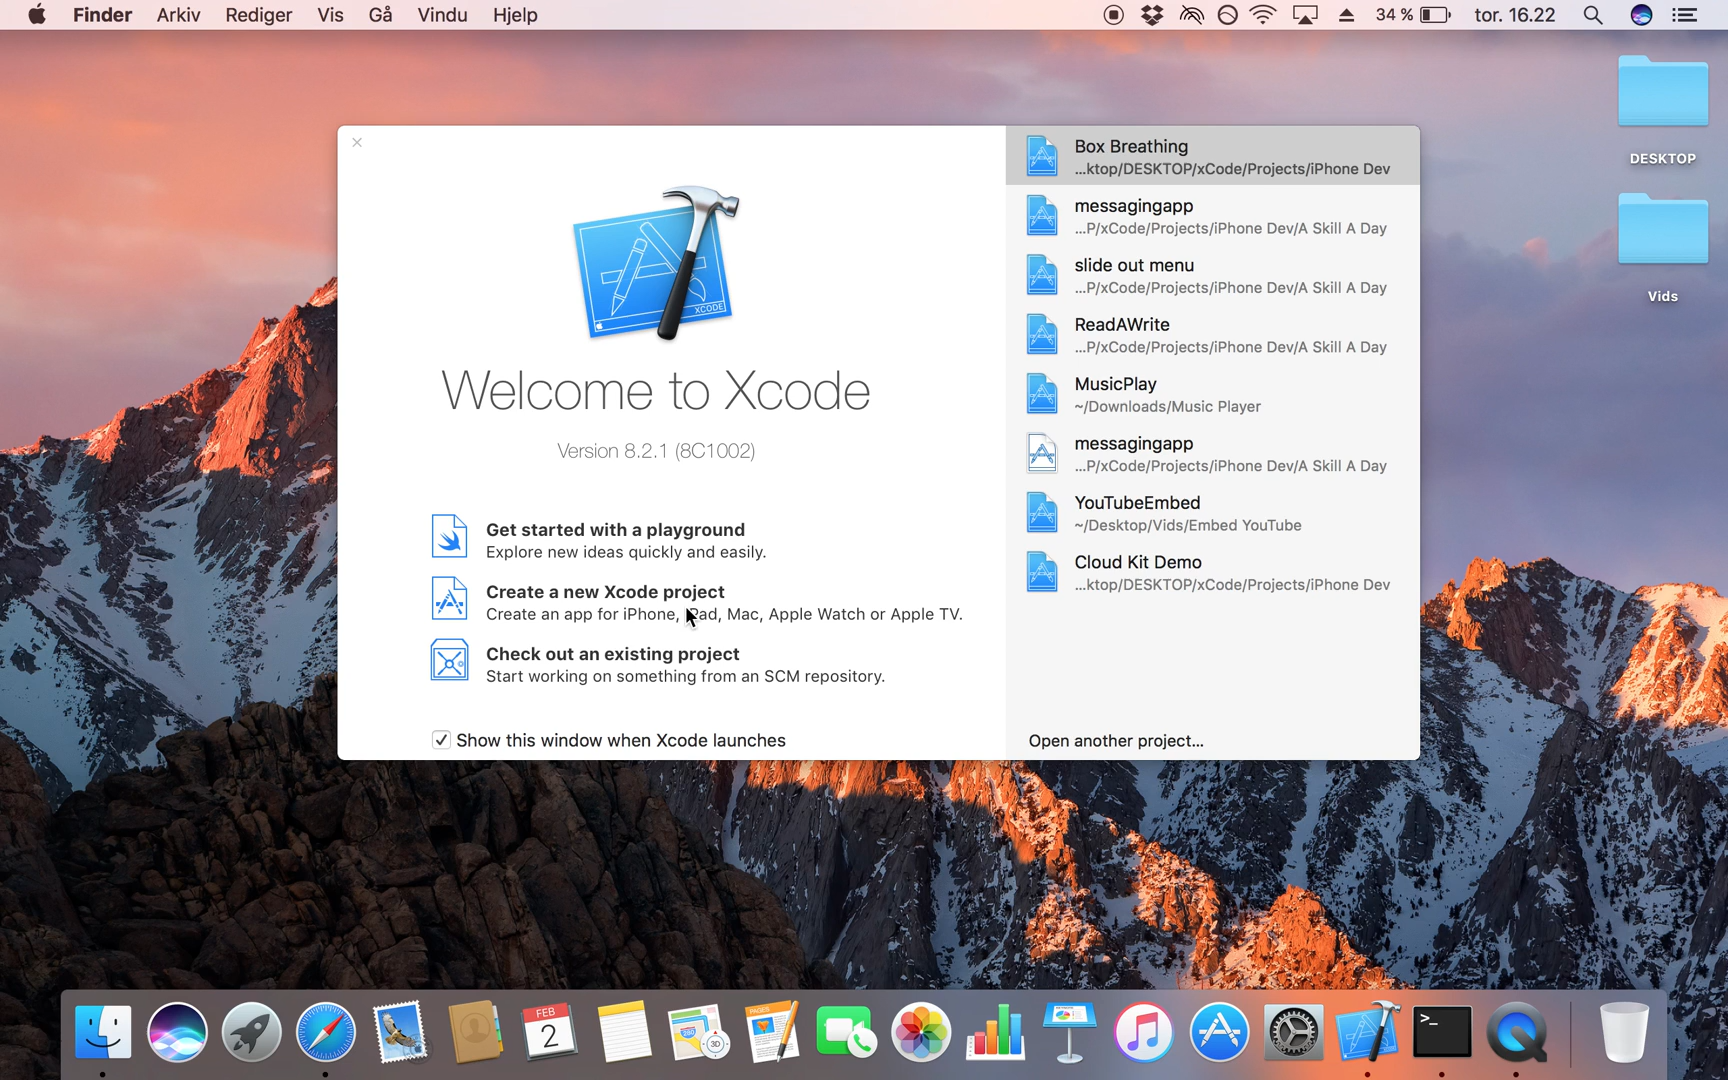 Finder Arkiv Rediger Vis Gå Vindu Hjelp 34 % tor. 16.22
DESKTOP
Vids
XCODE
Welcome to Xcode
Version 8.2.1 (8C1002)
Get started with a playground
Explore new ideas quickly and easily.
Create a new Xcode project
Create an app for iPhone, iPad, Mac, Apple Watch or Apple TV.
Check out an existing project
Start working on something from an SCM repository.
Show this window when Xcode launches
Box Breathing
...ktop/DESKTOP/xCode/Projects/iPhone Dev
messagingapp
...P/xCode/Projects/iPhone Dev/A Skill A Day
slide out menu
...P/xCode/Projects/iPhone Dev/A Skill A Day
ReadAWrite
...P/xCode/Projects/iPhone Dev/A Skill A Day
MusicPlay
~/Downloads/Music Player
messagingapp
...P/xCode/Projects/iPhone Dev/A Skill A Day
YouTubeEmbed
~/Desktop/Vids/Embed YouTube
Cloud Kit Demo
...ktop/DESKTOP/xCode/Projects/iPhone Dev
Open another project...
FEB
2
280
3D
PAGES
>_